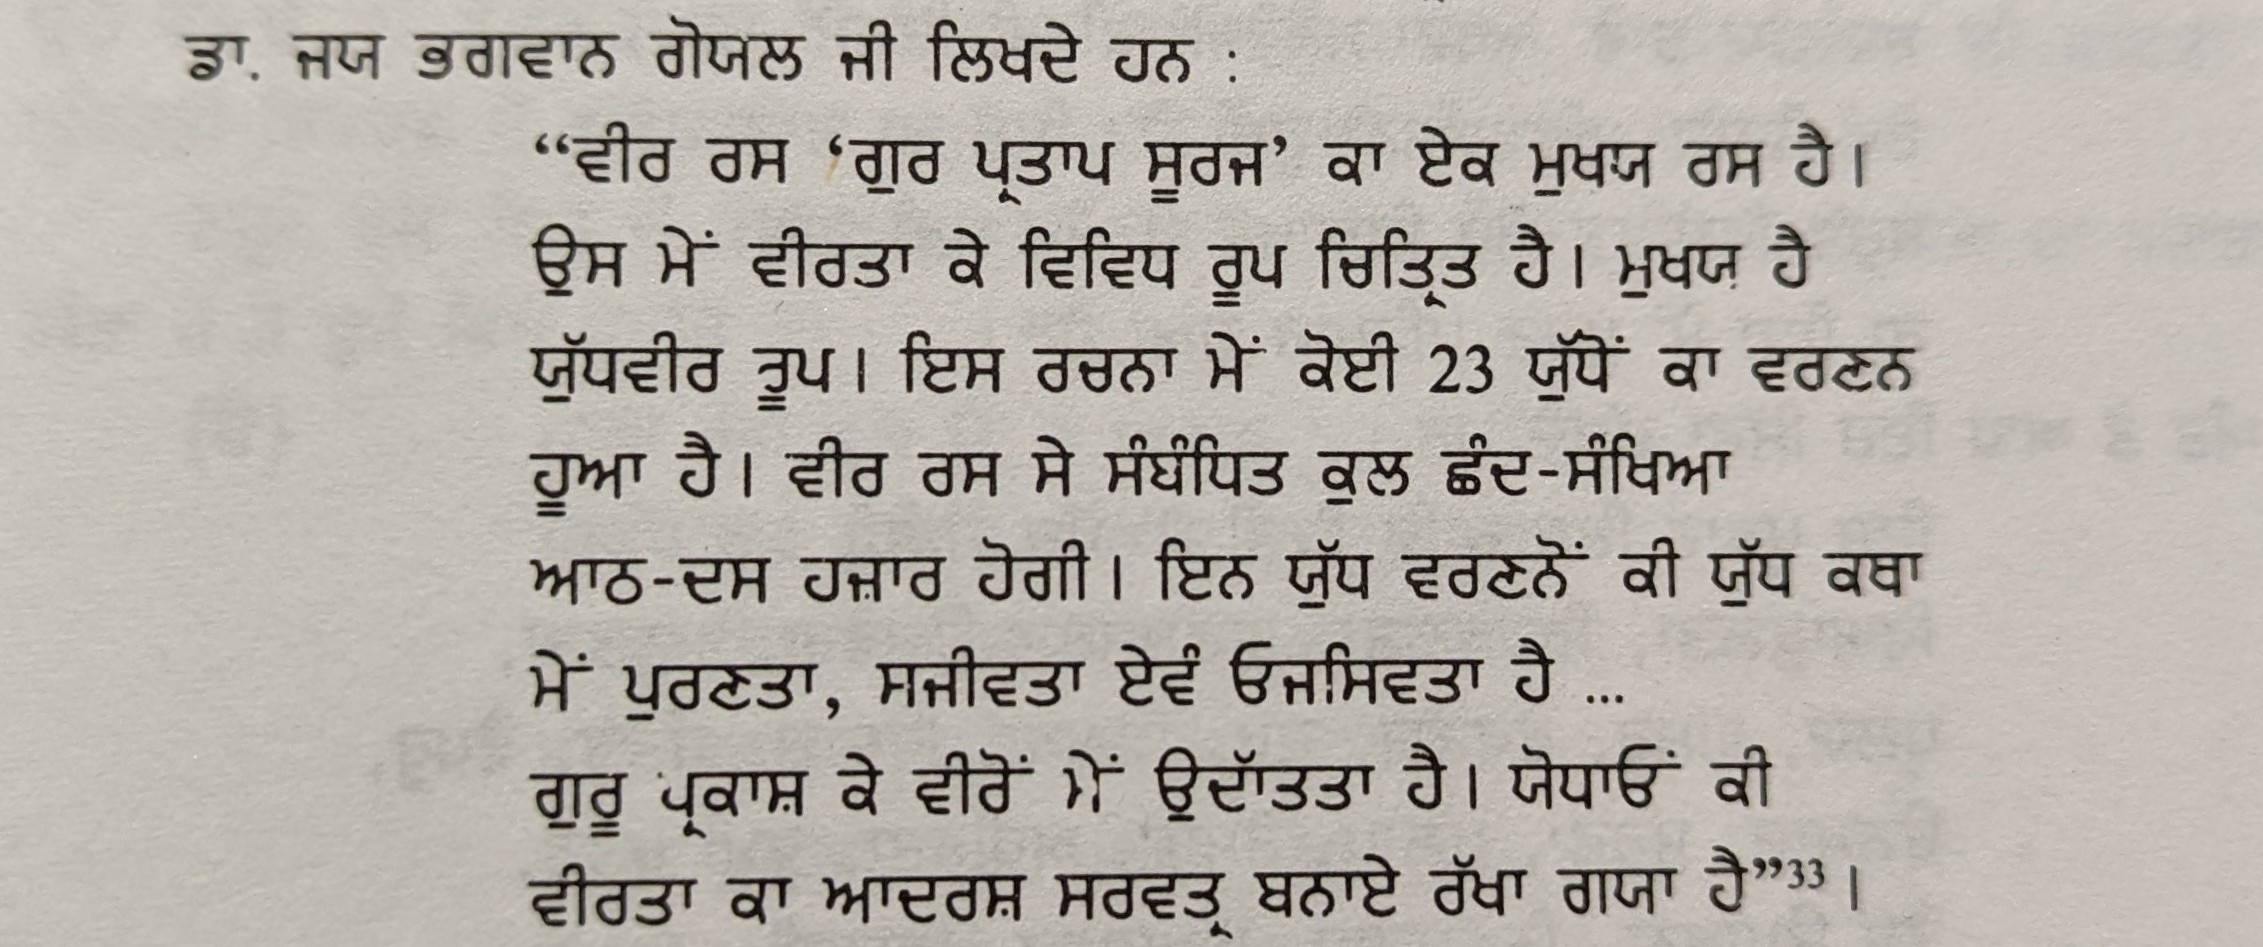 ਡਾ. ਜਯ ਭਗਵਾਨ ਗੋਯਲ ਜੀ ਲਿਖਦੇ ਹਨ :
“ਵੀਰ ਰਸ ‘ਗੁਰ ਪ੍ਰਤਾਪ ਸੂਰਜ’ ਕਾ ਏਕ ਮੁਖਯ ਰਸ ਹੈ।
ਉਸ ਮੇਂ ਵੀਰਤਾ ਕੇ ਵਿਵਿਧ ਰੂਪ ਚਿਤ੍ਰਿਤ ਹੈ। ਮੁਖਯ ਹੈ
ਯੁੱਧਵੀਰ ਰੂਪ। ਇਸ ਰਚਨਾ ਮੇਂ ਕੋਈ 23 ਯੁੱਧੋਂ ਕਾ ਵਰਣਨ
ਹੂਆ ਹੈ। ਵੀਰ ਰਸ ਸੇ ਸੰਬੰਧਿਤ ਕੁਲ ਛੰਦ-ਸੰਖਿਆ
ਆਠ-ਦਸ ਹਜ਼ਾਰ ਹੋਗੀ। ਇਨ ਯੁੱਧ ਵਰਣਨੋਂ ਕੀ ਯੁੱਧ ਕਥਾ
ਮੇਂ ਪੁਰਣਤਾ, ਸਜੀਵਤਾ ਏਵੰ ਓਜਸਿਵਤਾ ਹੈ ...
ਗੁਰੂ ਪ੍ਰਕਾਸ਼ ਕੇ ਵੀਰੋਂ ਮੇਂ ਉਦਾੱਤਤਾ ਹੈ। ਯੋਧਾਓਂ ਕੀ
ਵੀਰਤਾ ਕਾ ਆਦਰਸ਼ ਸਰਵਤ੍ਰ ਬਨਾਏ ਰੱਖਾ ਗਯਾ ਹੈ”³³।